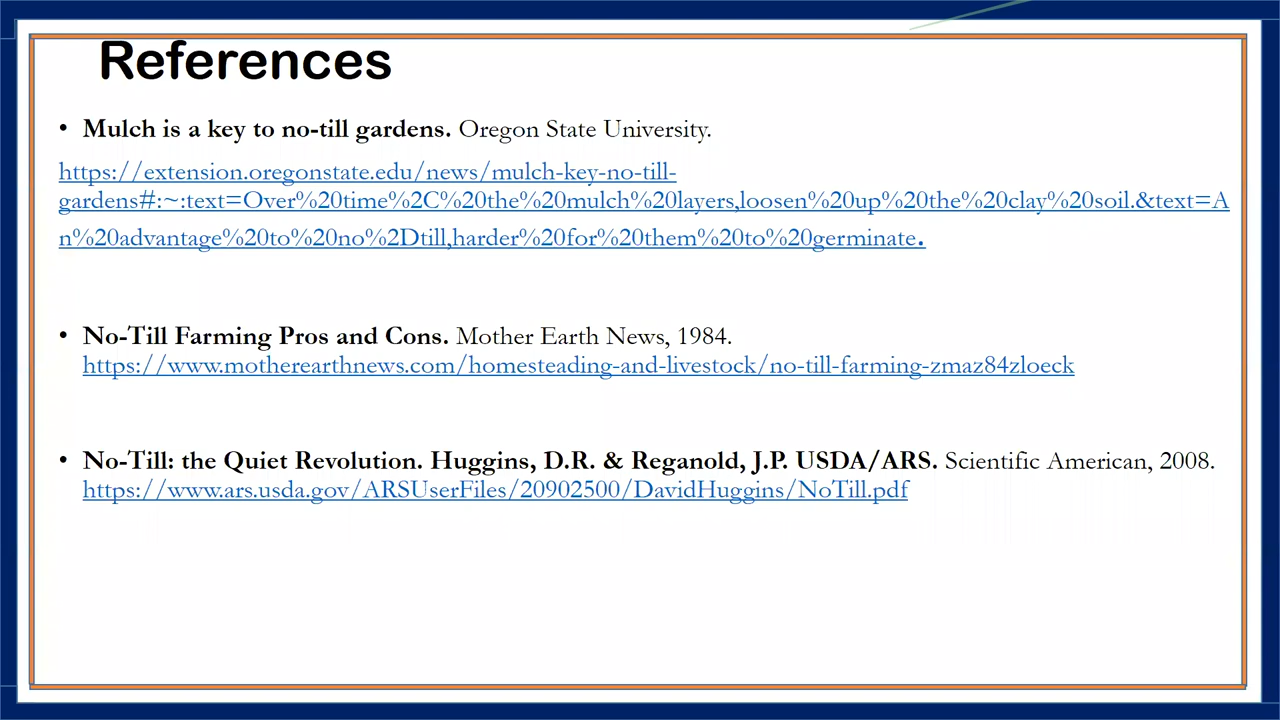 References
• Mulch is a key to no-till gardens. Oregon State University.
https://extension.oregonstate.edu/news/mulch-key-no-till-
gardens#:~:text=Over%20time%2C%20the%20mulch%20layers,loosen%20up%20the%20clay%20soil.&text=A
n%20advantage%20to%20no%2Dtill,harder%20for%20them%20to%20germinate.
• No-Till Farming Pros and Cons. Mother Earth News, 1984.
https://www.motherearthnews.com/homesteading-and-livestock/no-till-farming-zmaz84zloeck
• No-Till: the Quiet Revolution. Huggins, D.R. & Reganold, J.P. USDA/ARS. Scientific American, 2008.
https://www.ars.usda.gov/ARSUserFiles/20902500/DavidHuggins/NoTill.pdf